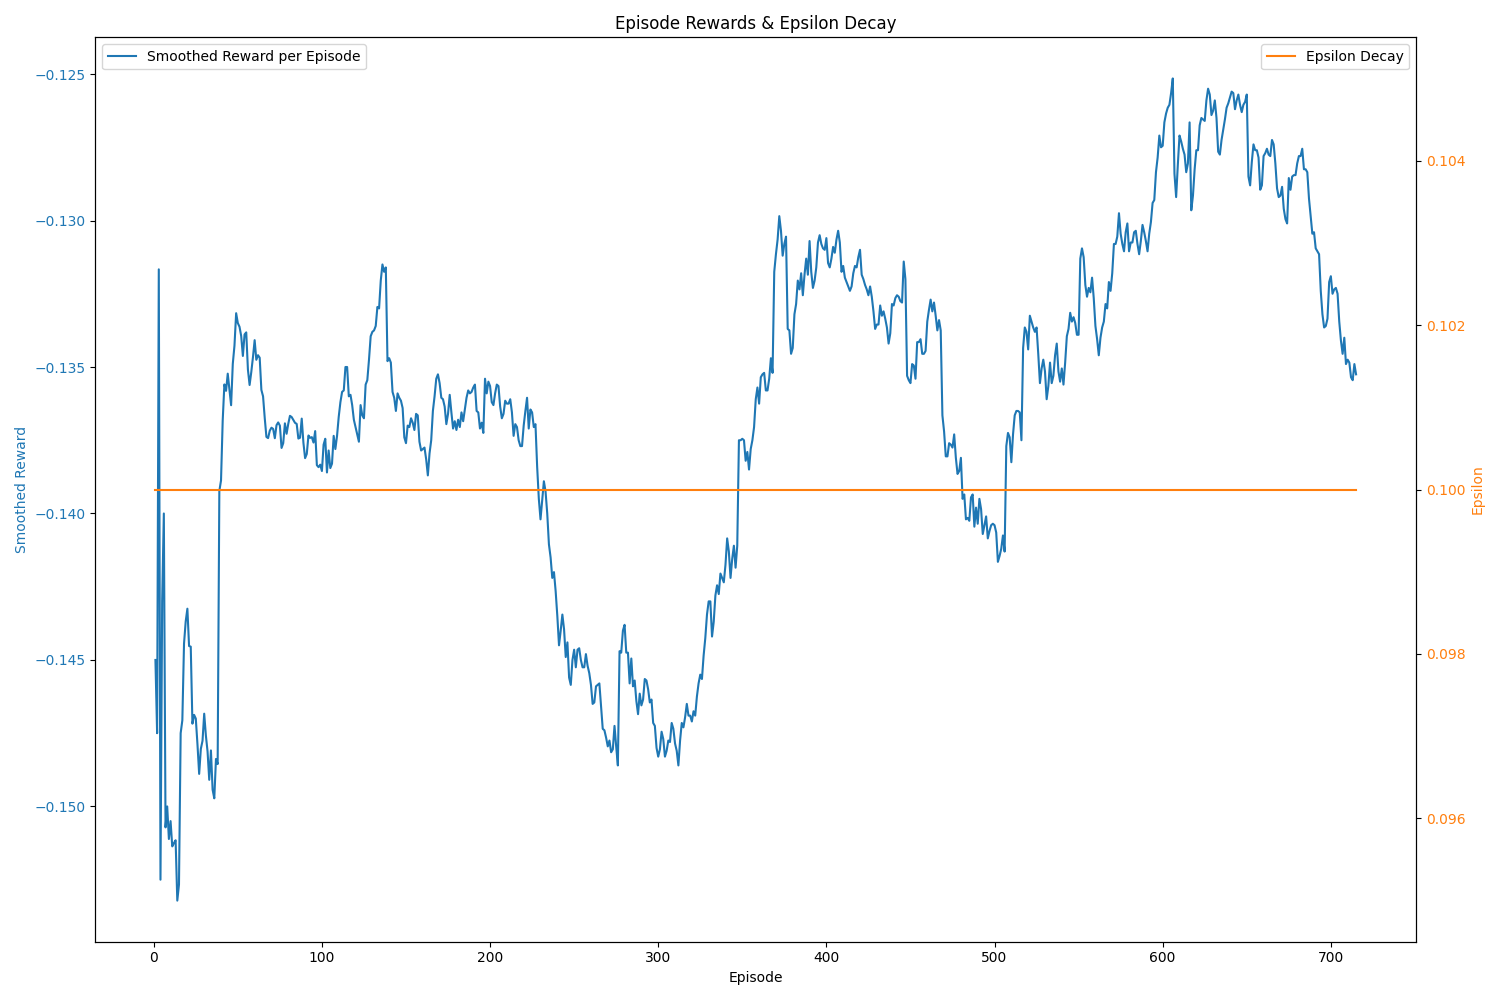 Episode Rewards & Epsilon Decay
Smoothed Reward per Episode
Epsilon Decay
−0.125
−0.130
−0.135
−0.140
−0.145
−0.150
Smoothed Reward
0.104
0.102
0.100
0.098
0.096
Epsilon
0 100 200 300 400 500 600 700
Episode